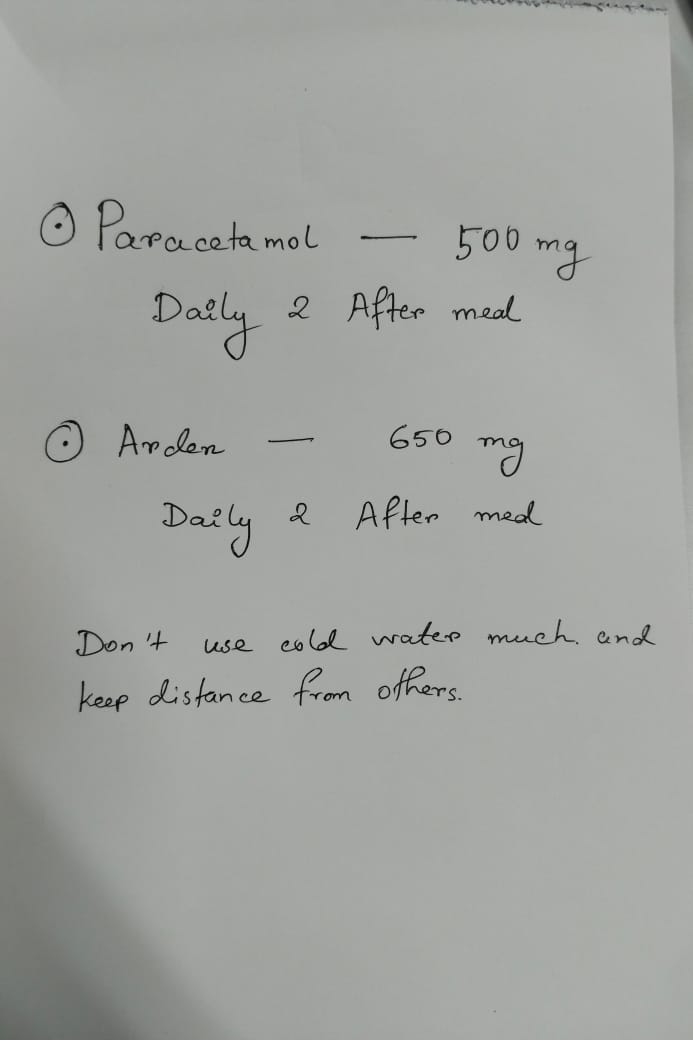 ⊙ Paracetamol — 500 mg
Daily 2 After meal
⊙ Arden — 650 mg
Daily 2 After meal
Don't use cold water much. and
keep distance from others.